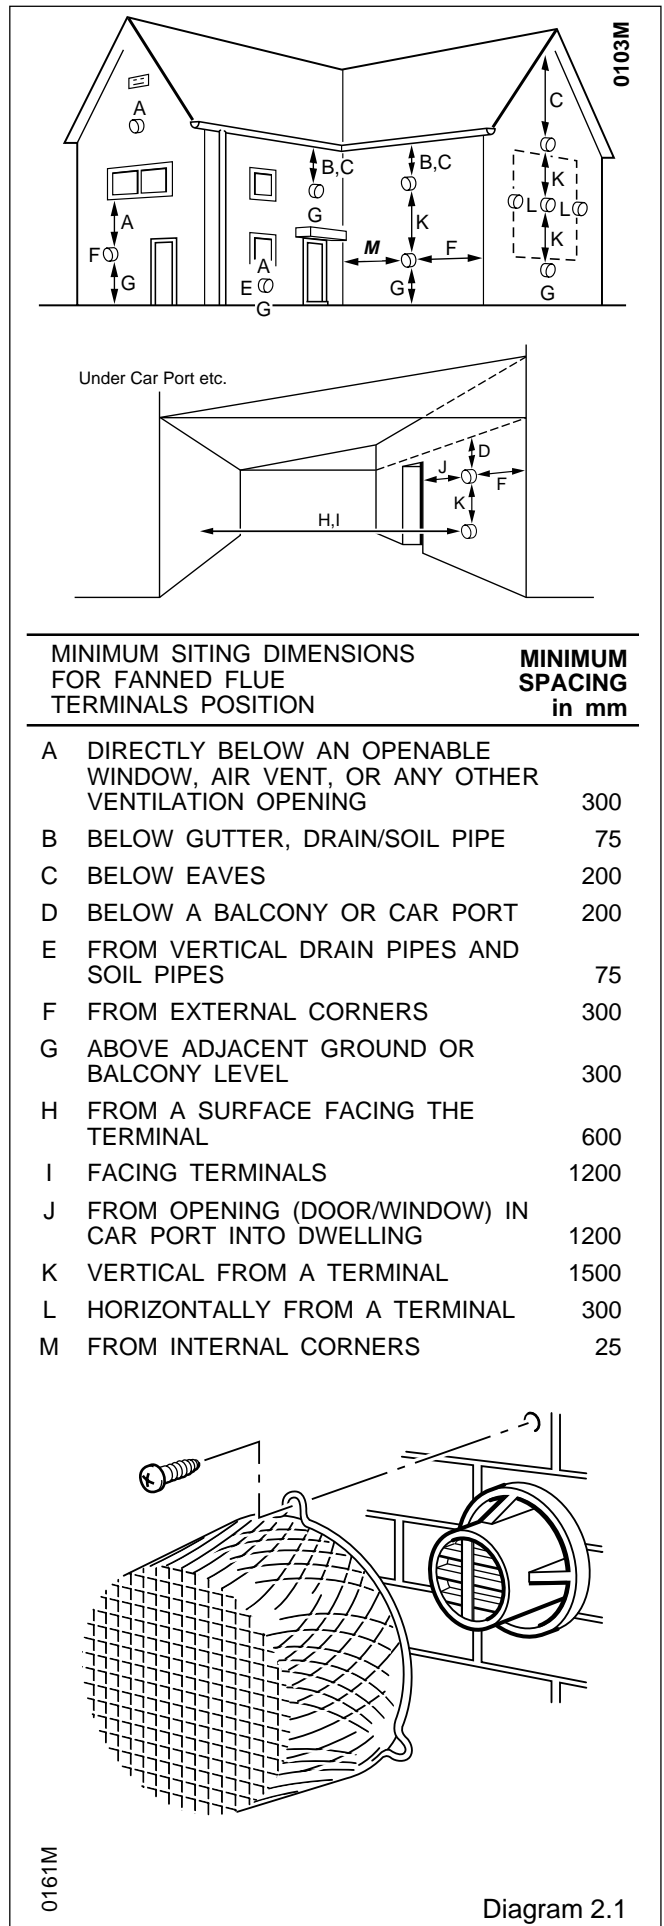 0103M
A
C
B,C
B,C
K
A
G
K
L
L
F
M
F
K
A
G
E
G
G
G
Under Car Port etc.
D
J
F
K
H,I
MINIMUM SITING DIMENSIONS
FOR FANNED FLUE
TERMINALS POSITION
MINIMUM
SPACING
in mm
A DIRECTLY BELOW AN OPENABLE
WINDOW, AIR VENT, OR ANY OTHER
VENTILATION OPENING 300
B BELOW GUTTER, DRAIN/SOIL PIPE 75
C BELOW EAVES 200
D BELOW A BALCONY OR CAR PORT 200
E FROM VERTICAL DRAIN PIPES AND
SOIL PIPES 75
F FROM EXTERNAL CORNERS 300
G ABOVE ADJACENT GROUND OR
BALCONY LEVEL 300
H FROM A SURFACE FACING THE
TERMINAL 600
I FACING TERMINALS 1200
J FROM OPENING (DOOR/WINDOW) IN
CAR PORT INTO DWELLING 1200
K VERTICAL FROM A TERMINAL 1500
L HORIZONTALLY FROM A TERMINAL 300
M FROM INTERNAL CORNERS 25
0161M
Diagram 2.1